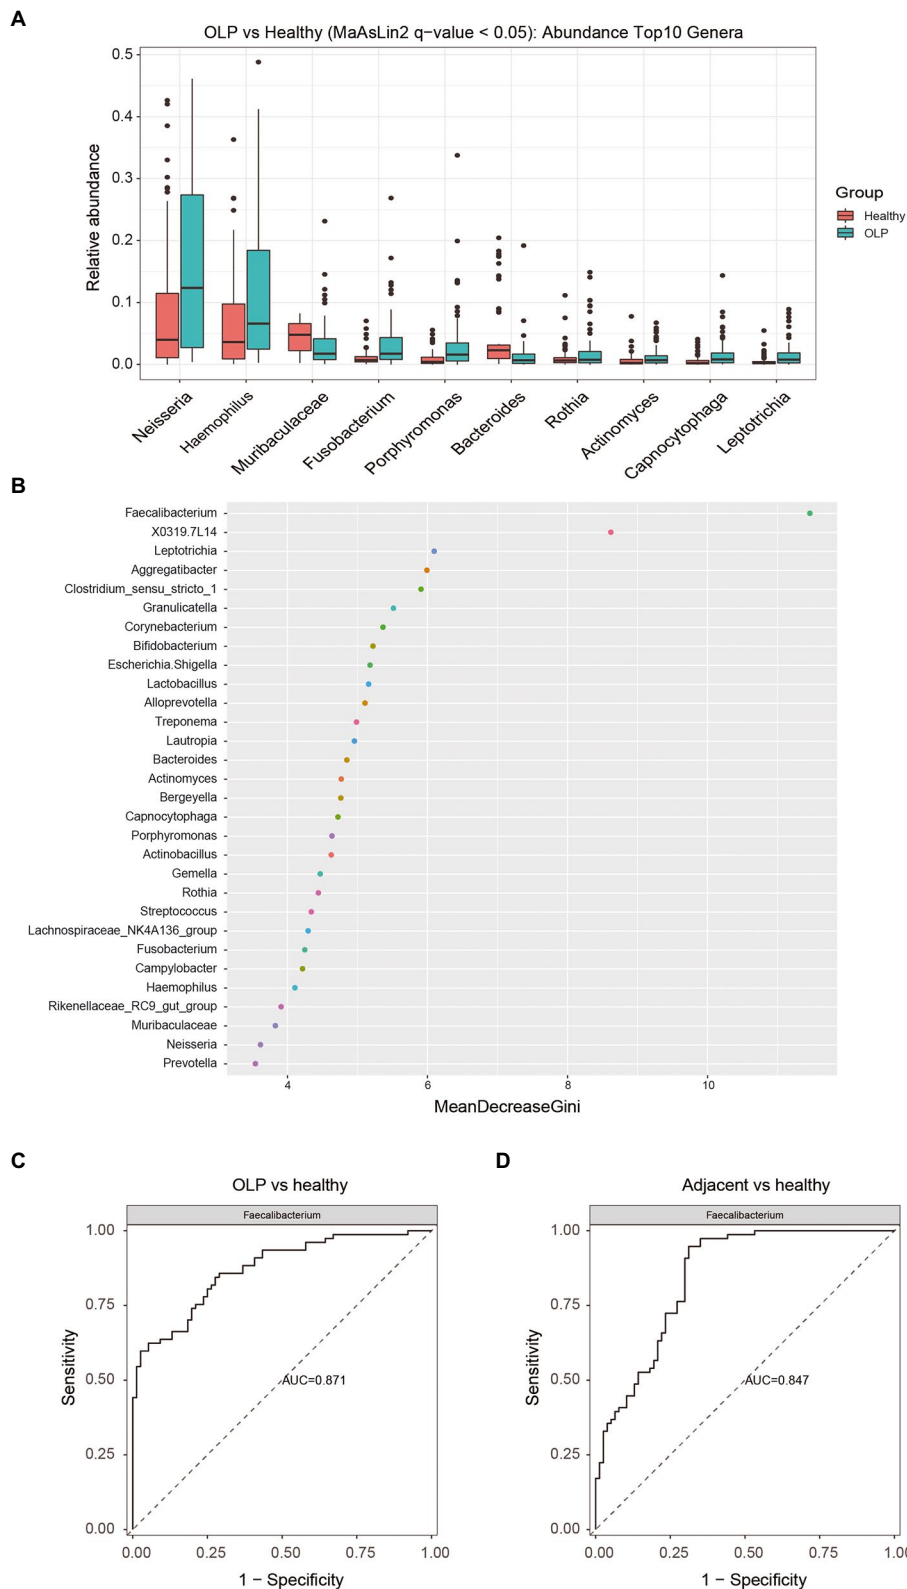 A
OLP vs Healthy (MaAsLin2 q−value < 0.05): Abundance Top10 Genera
Relative abundance
0.5
0.4
0.3
0.2
0.1
0.0
Neisseria
Haemophilus
Muribaculaceae
Fusobacterium
Porphyromonas
Bacteroides
Rothia
Actinomyces
Capnocytophaga
Leptotrichia
Group
Healthy
OLP
B
Faecalibacterium
X0319.7L14
Leptotrichia
Aggregatibacter
Clostridium_sensu_stricto_1
Granulicatella
Corynebacterium
Bifidobacterium
Escherichia.Shigella
Lactobacillus
Alloprevotella
Treponema
Lautropia
Bacteroides
Actinomyces
Bergeyella
Capnocytophaga
Porphyromonas
Actinobacillus
Gemella
Rothia
Streptococcus
Lachnospiraceae_NK4A136_group
Fusobacterium
Campylobacter
Haemophilus
Rikenellaceae_RC9_gut_group
Muribaculaceae
Neisseria
Prevotella
4 6 8 10
MeanDecreaseGini
C
OLP vs healthy
Faecalibacterium
Sensitivity
1.00
0.75
0.50
0.25
0.00
AUC=0.871
0.00 0.25 0.50 0.75 1.00
1 − Specificity
D
Adjacent vs healthy
Faecalibacterium
Sensitivity
1.00
0.75
0.50
0.25
0.00
AUC=0.847
0.00 0.25 0.50 0.75 1.00
1 − Specificity